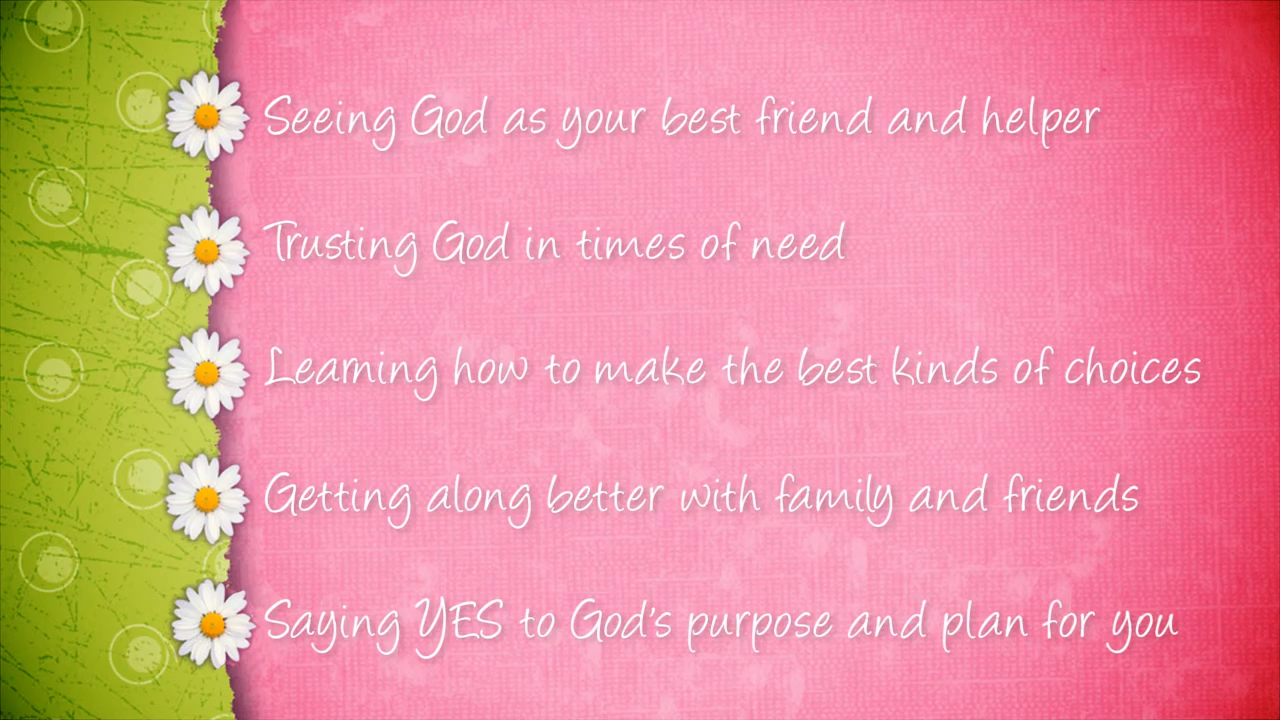 Seeing God as your best friend and helper
Trusting God in times of need
Learning how to make the best kinds of choices
Getting along better with family and friends
Saying YES to God's purpose and plan for you